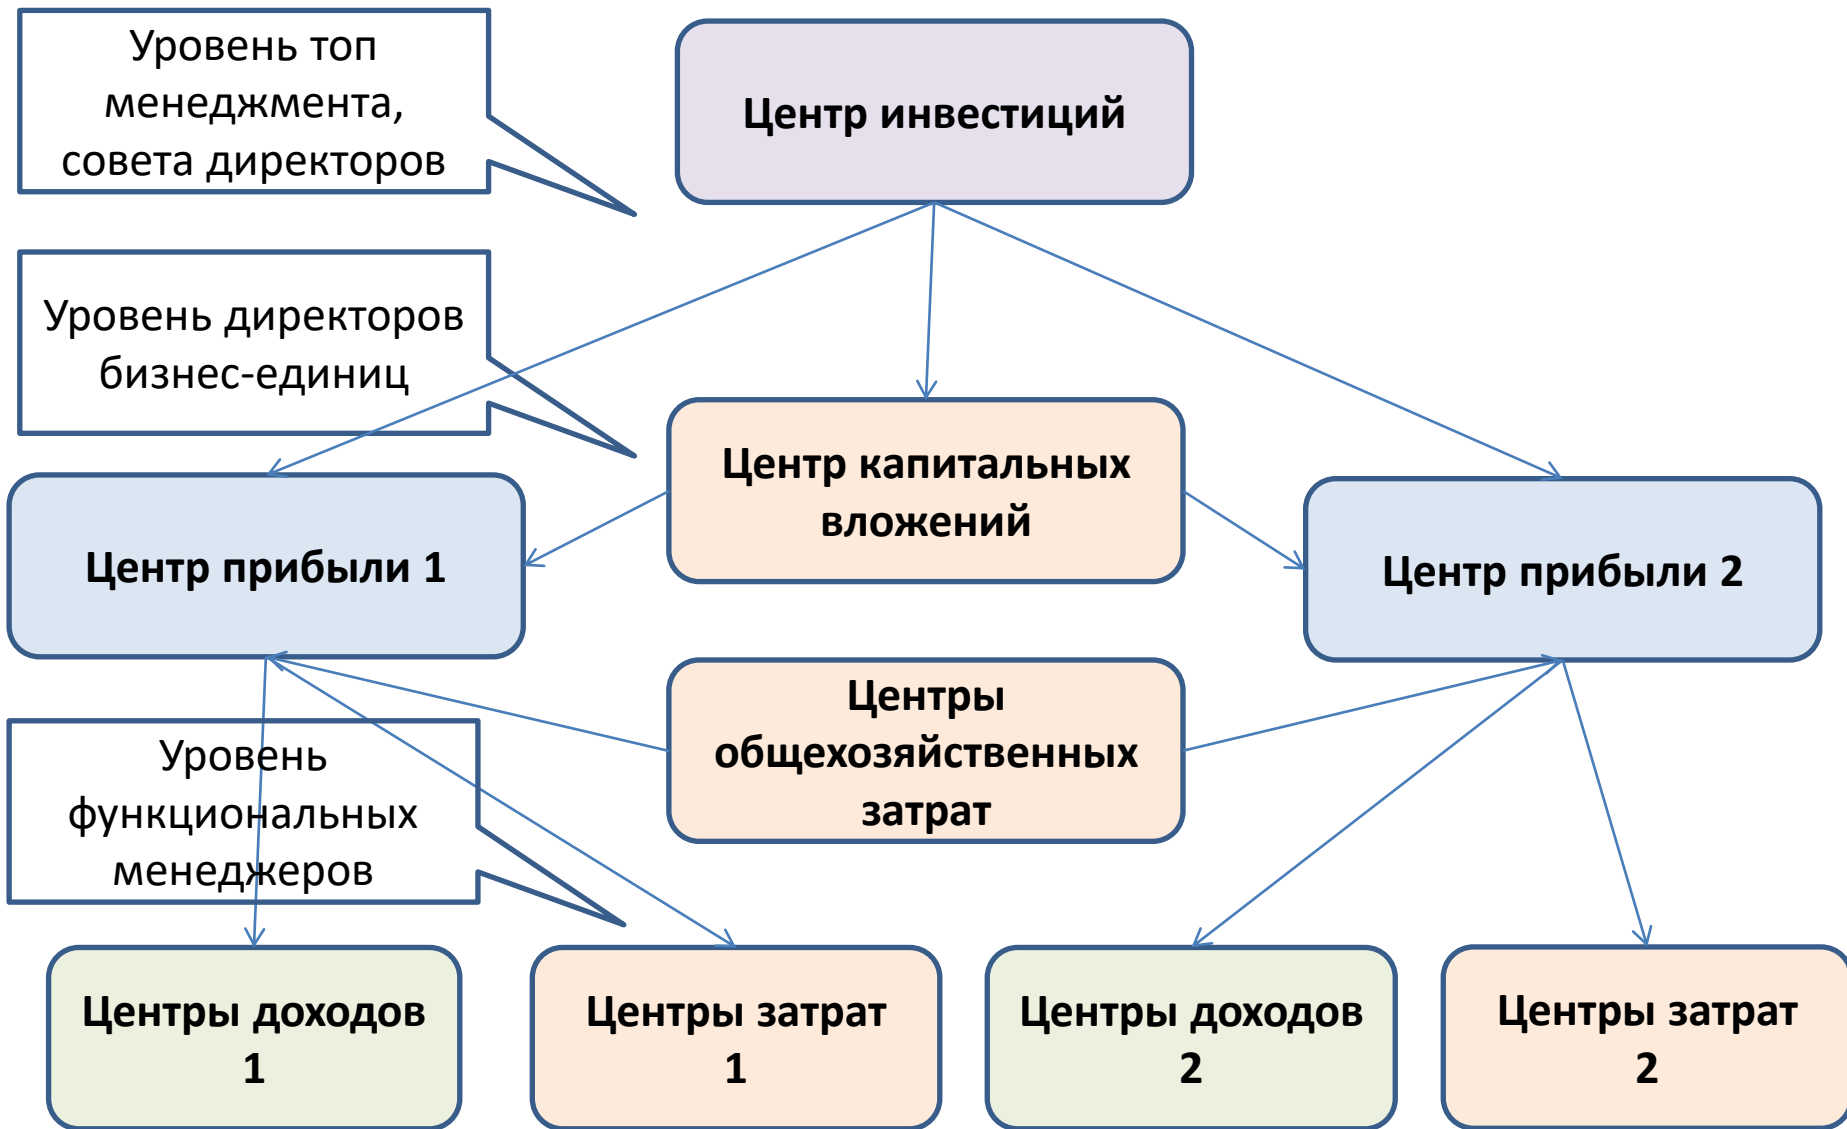 Уровень топ
менеджмента,
совета директоров
Центр инвестиций
Уровень директоров
бизнес-единиц
Центр капитальных
вложений
Центр прибыли 1
Центр прибыли 2
Центры
общехозяйственных
затрат
Уровень
функциональных
менеджеров
Центры доходов
1
Центры затрат
1
Центры доходов
2
Центры затрат
2